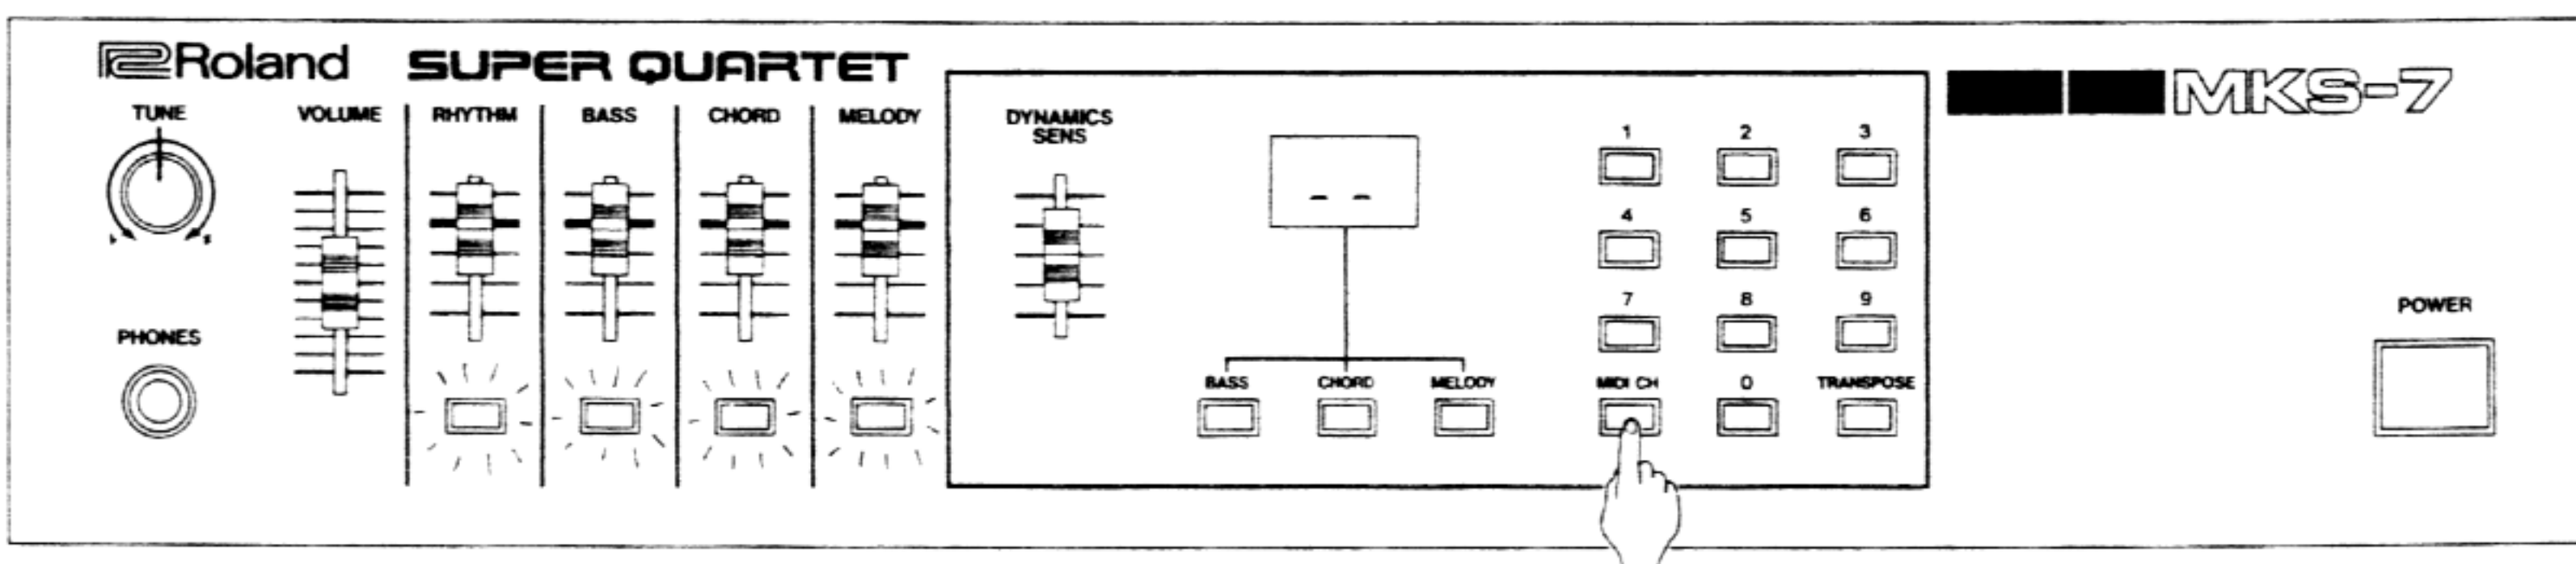 Roland SUPER QUARTET
MKS-7
TUNE
VOLUME
RHYTHM
BASS
CHORD
MELODY
DYNAMICS
SENS
1 2 3
4 5 6
7 8 9
PHONES
POWER
BASS
CHORD
MELODY
MIDI CH
0
TRANSPOSE